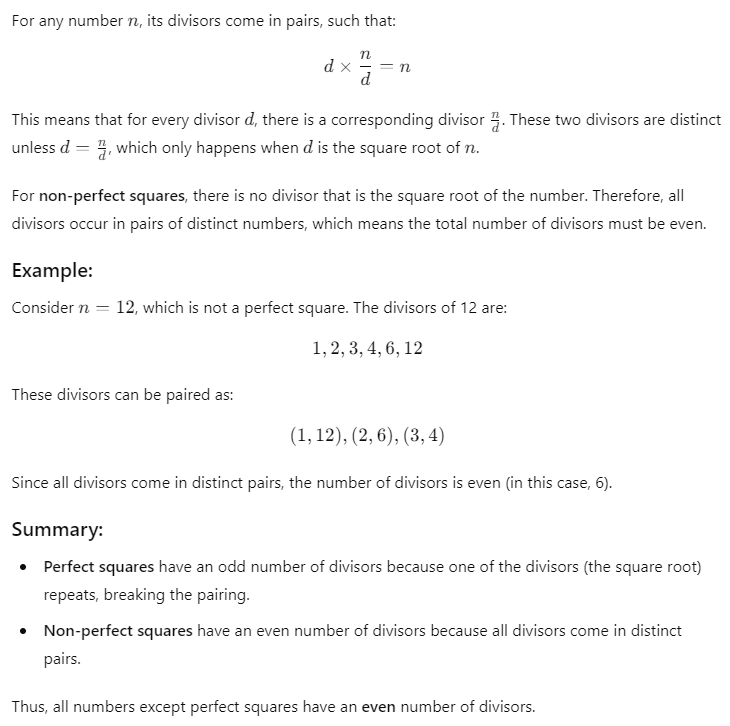 For any number n, its divisors come in pairs, such that:
d × n/d = n
This means that for every divisor d, there is a corresponding divisor n/d. These two divisors are distinct
unless d = n/d, which only happens when d is the square root of n.
For non-perfect squares, there is no divisor that is the square root of the number. Therefore, all
divisors occur in pairs of distinct numbers, which means the total number of divisors must be even.
Example:
Consider n = 12, which is not a perfect square. The divisors of 12 are:
1, 2, 3, 4, 6, 12
These divisors can be paired as:
(1, 12), (2, 6), (3, 4)
Since all divisors come in distinct pairs, the number of divisors is even (in this case, 6).
Summary:
• Perfect squares have an odd number of divisors because one of the divisors (the square root)
repeats, breaking the pairing.
• Non-perfect squares have an even number of divisors because all divisors come in distinct
pairs.
Thus, all numbers except perfect squares have an even number of divisors.